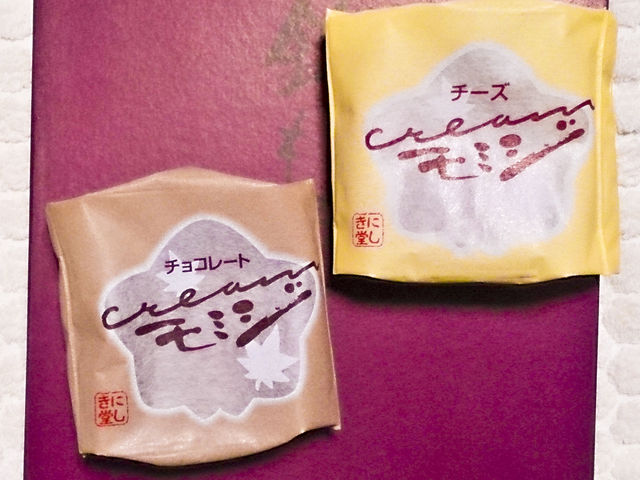 チーズ
cream
モミジ
にし
き堂
チョコレート
cream
モミジ
にし
き堂